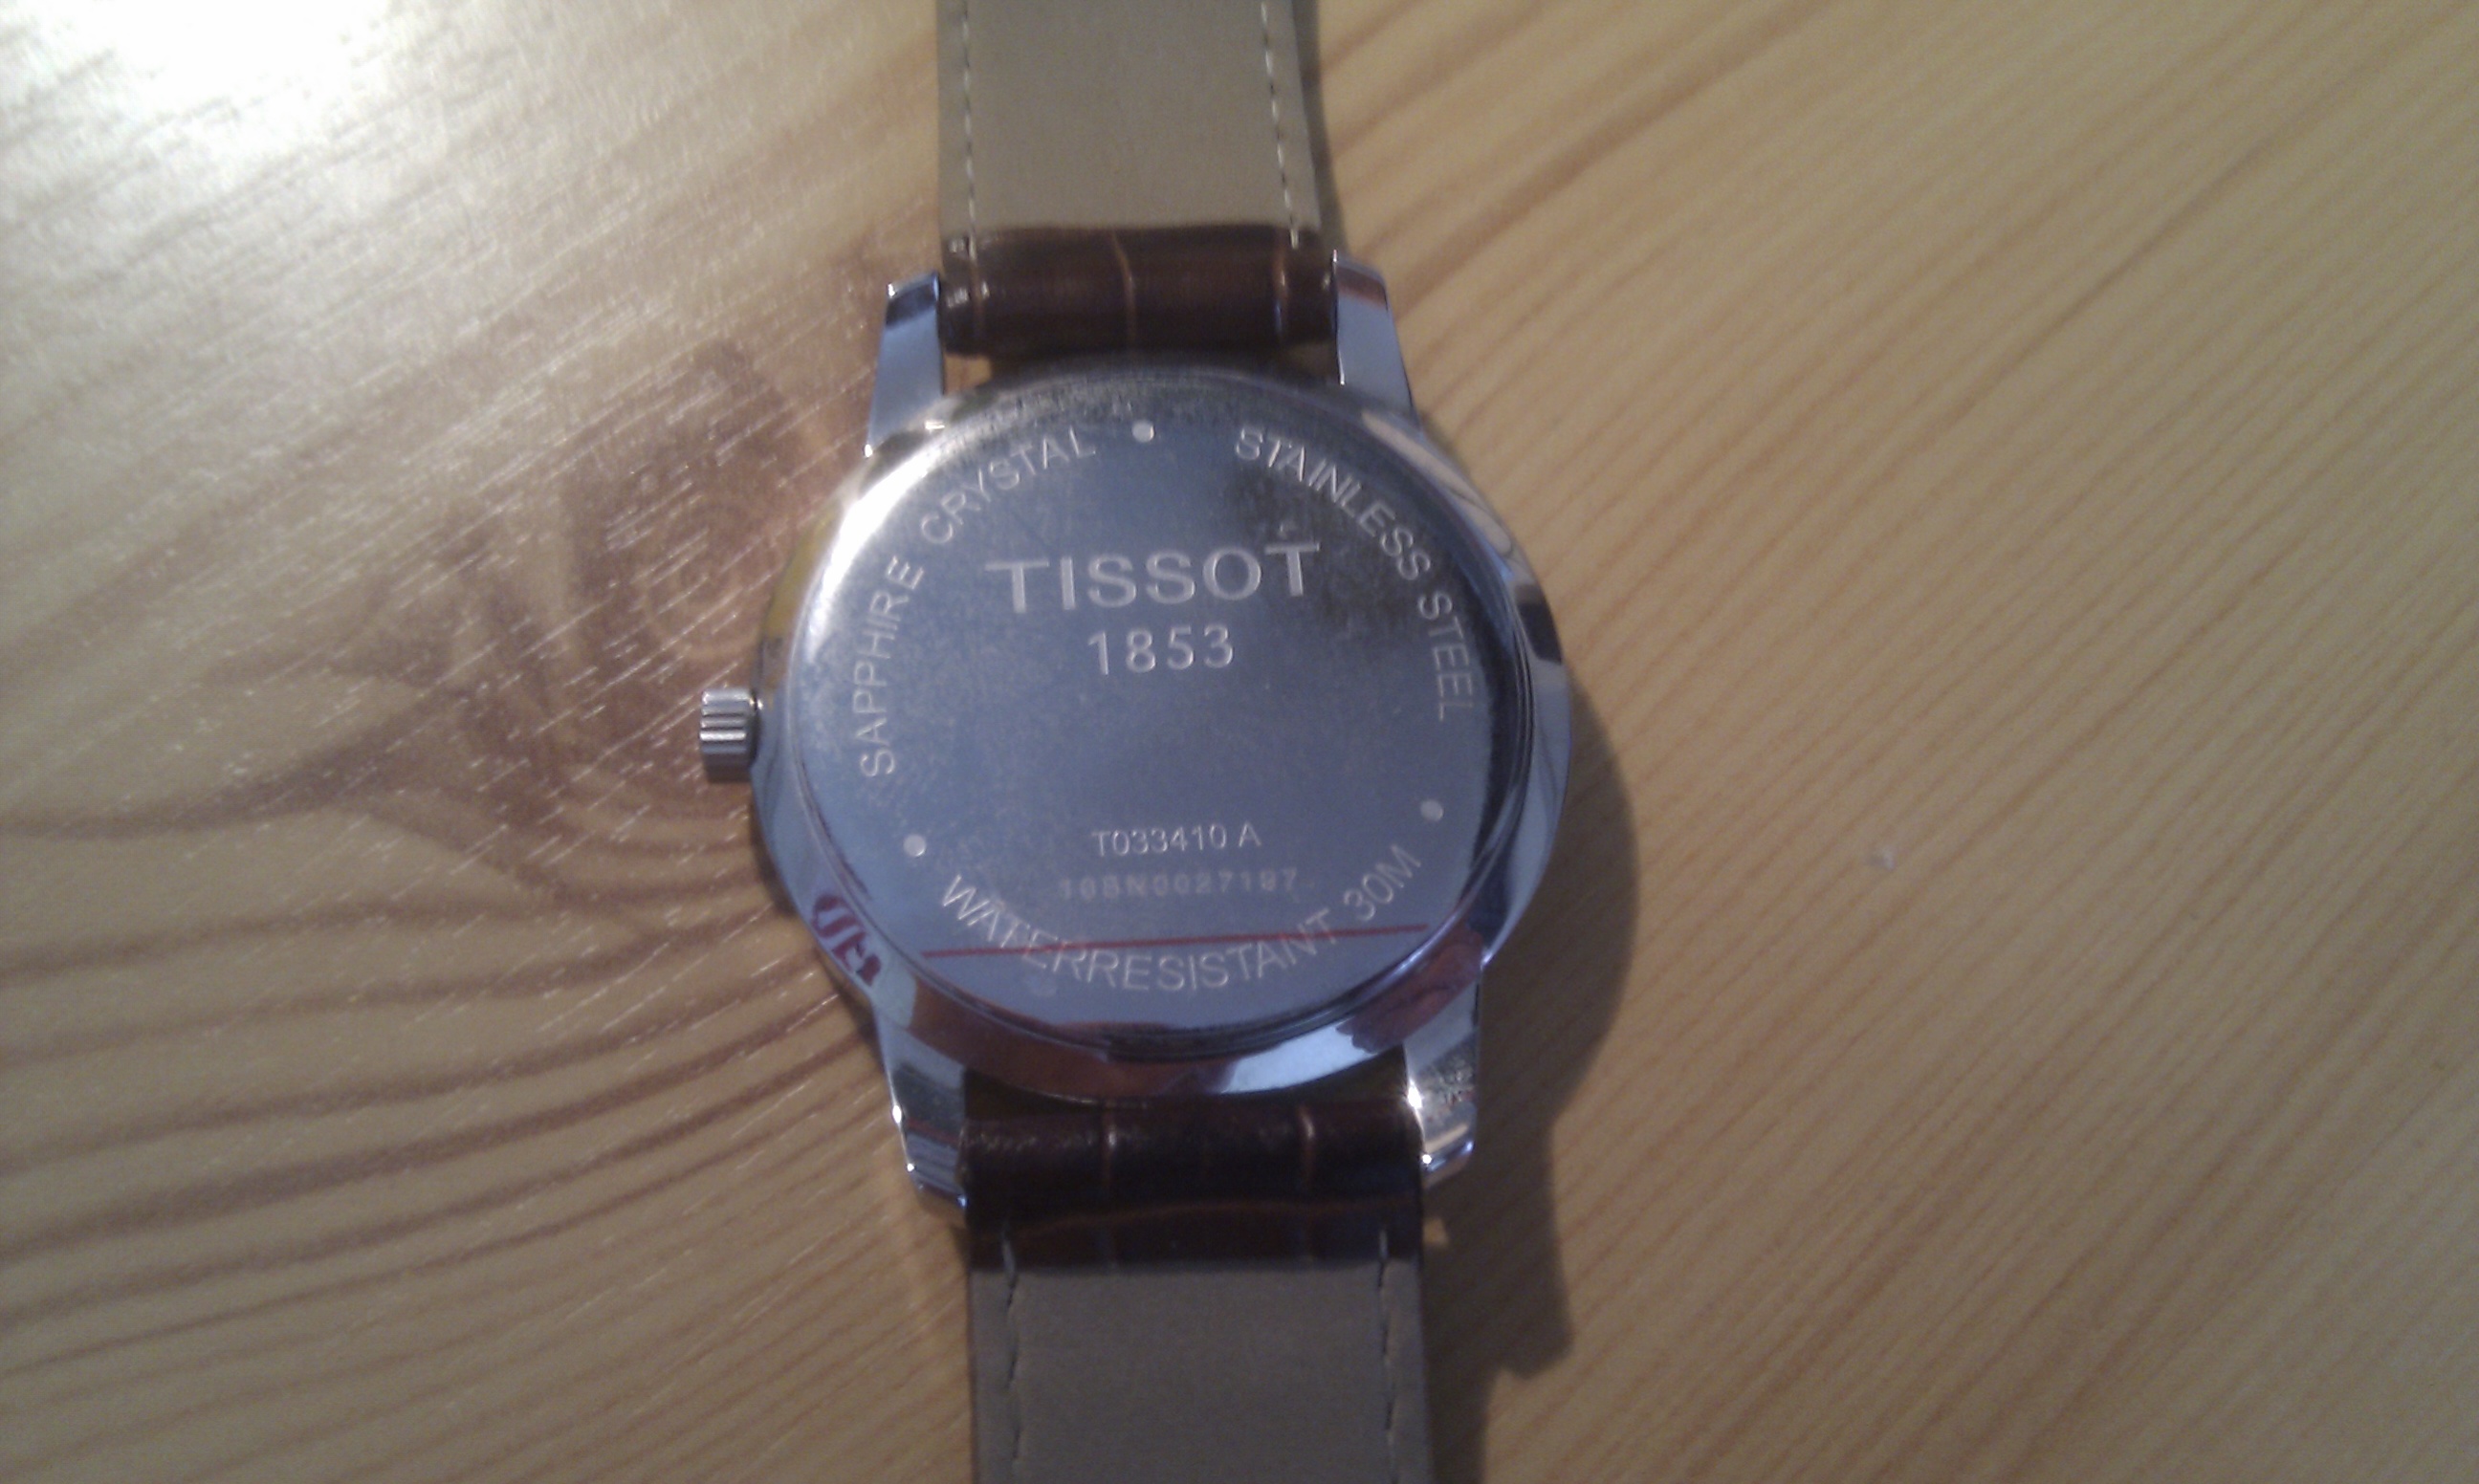 SAPPHIRE CRYSTAL
STAINLESS STEEL
TISSOT
1853
T033410 A
WATERRESISTANT 30M